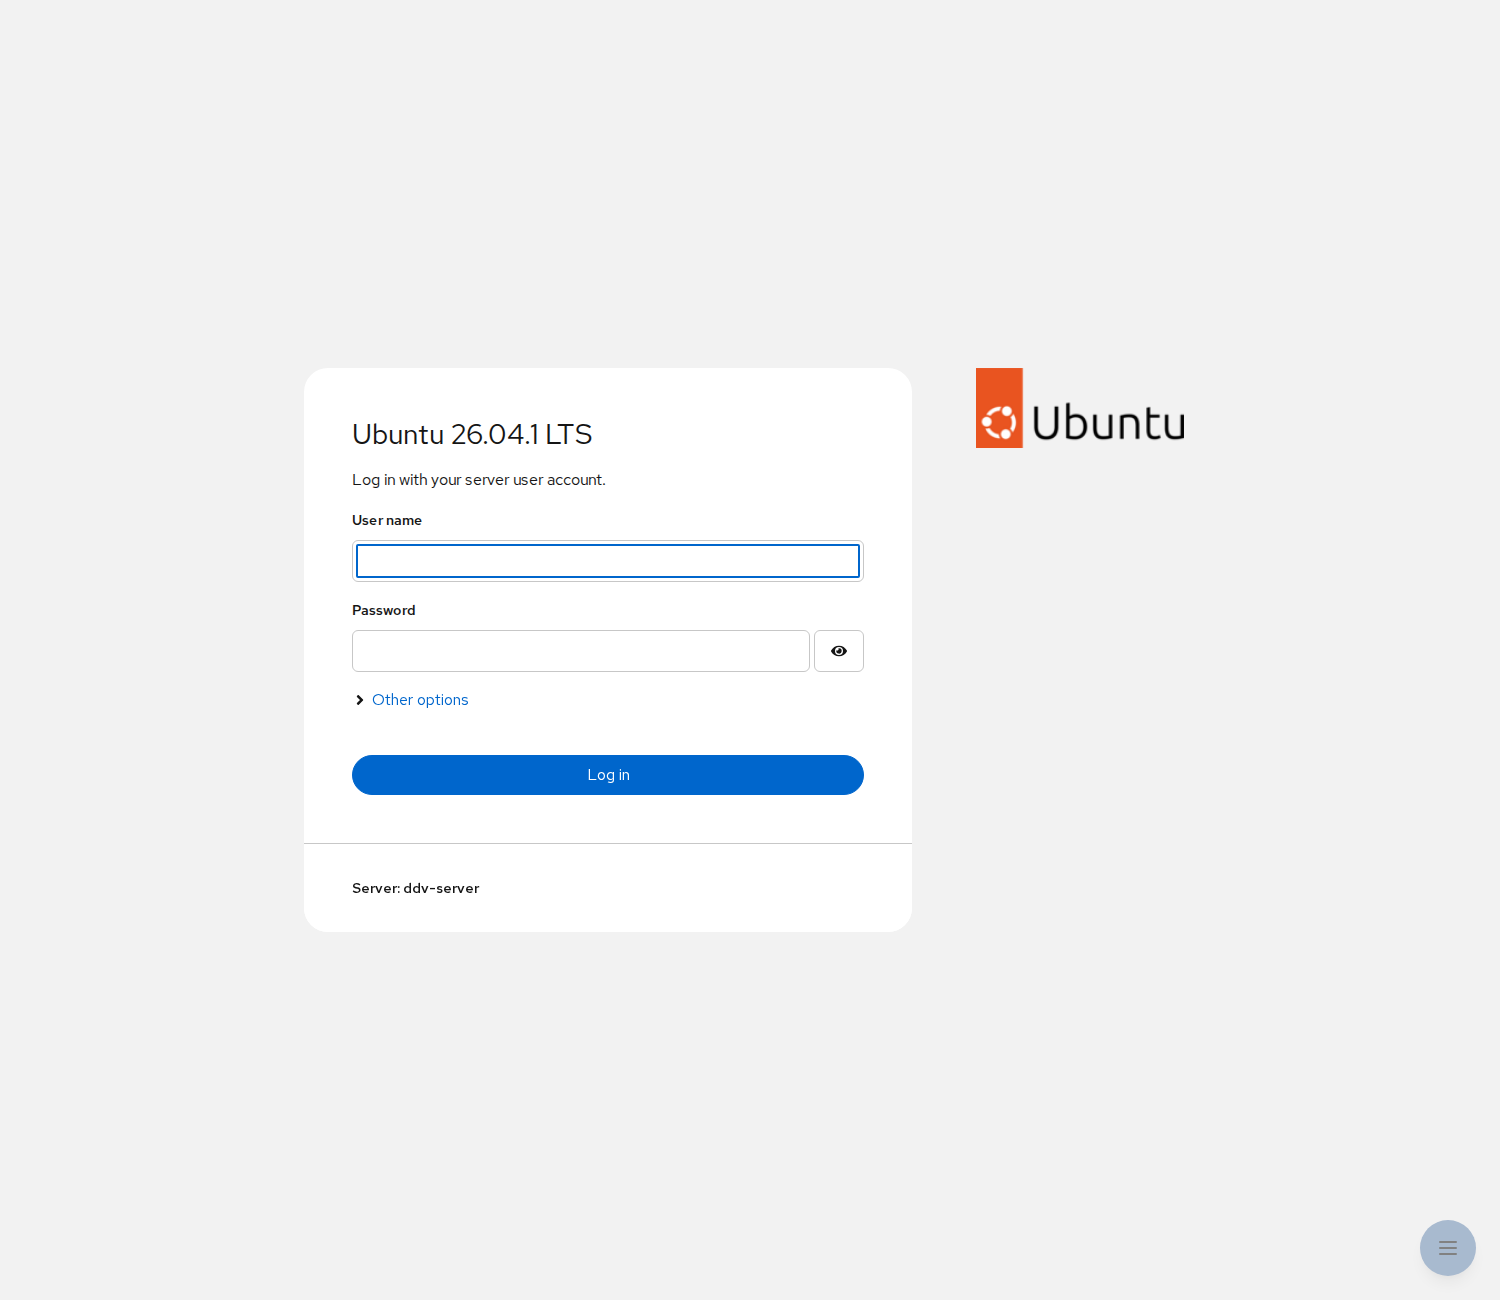 Ubuntu 26.04.1 LTS
Log in with your server user account.
User name
Password
Other options
Log in
Server: ddv-server
Ubuntu